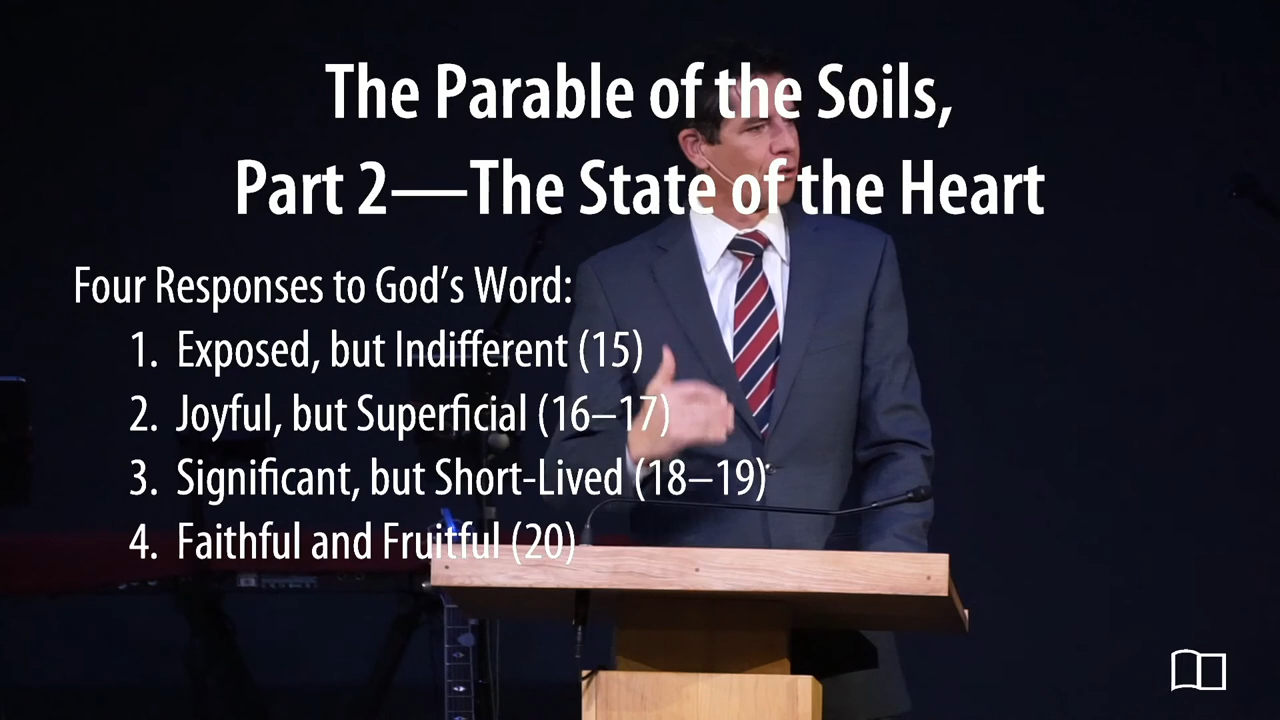 The Parable of the Soils,
Part 2—The State of the Heart
Four Responses to God’s Word:
1. Exposed, but Indifferent (15)
2. Joyful, but Superficial (16–17)
3. Significant, but Short-Lived (18–19)
4. Faithful and Fruitful (20)